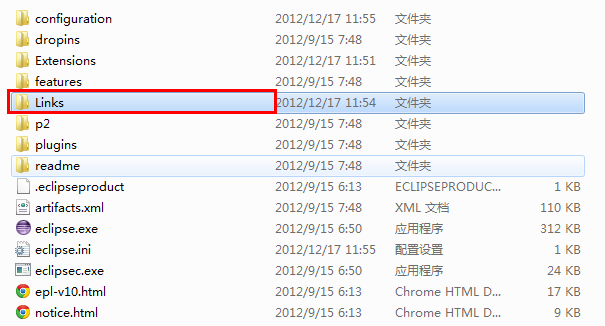 configuration 2012/12/17 11:55 文件夹
dropins 2012/9/15 7:48 文件夹
Extensions 2012/12/17 11:51 文件夹
features 2012/9/15 7:48 文件夹
Links 2012/12/17 11:54 文件夹
p2 2012/9/15 7:48 文件夹
plugins 2012/9/15 7:48 文件夹
readme 2012/9/15 7:48 文件夹
.eclipseproduct 2012/9/15 6:13 ECLIPSEPRODUC... 1 KB
artifacts.xml 2012/9/15 7:48 XML 文档 110 KB
eclipse.exe 2012/9/15 6:50 应用程序 312 KB
eclipse.ini 2012/12/17 11:55 配置设置 1 KB
eclipsec.exe 2012/9/15 6:50 应用程序 24 KB
epl-v10.html 2012/9/15 6:13 Chrome HTML D... 17 KB
notice.html 2012/9/15 6:13 Chrome HTML D... 9 KB